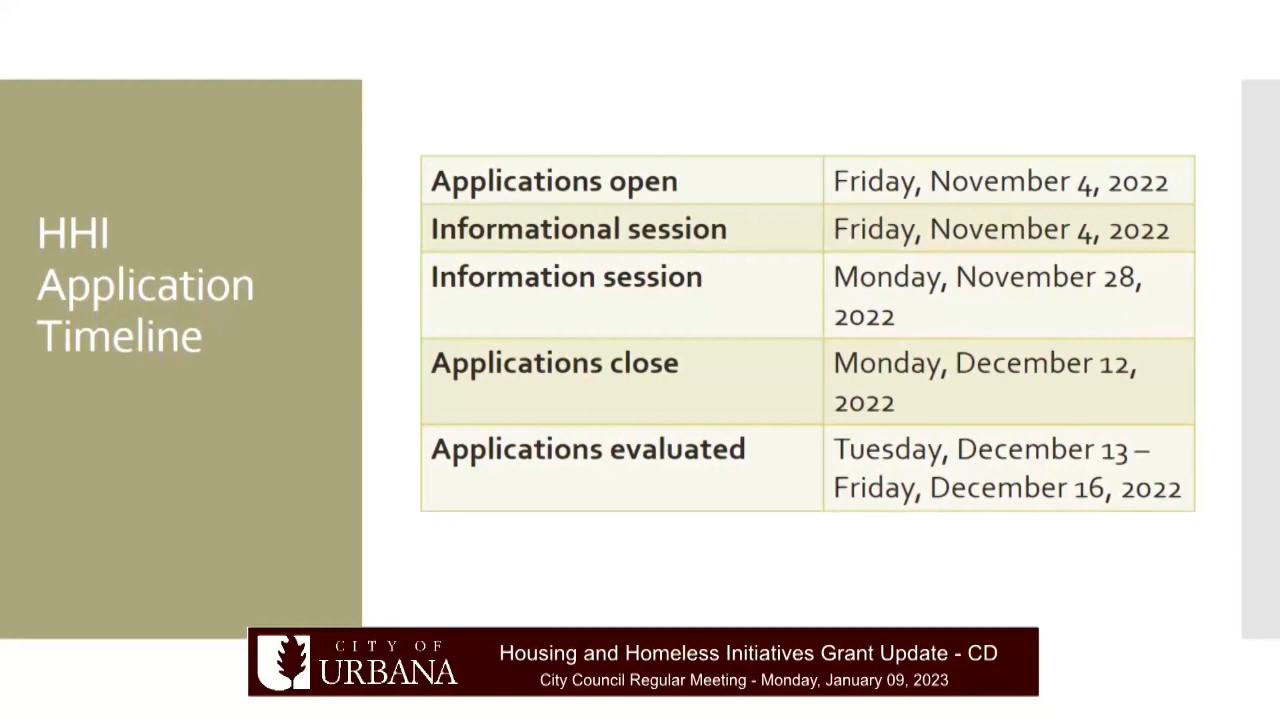 HHI
Application
Timeline
Applications open Friday, November 4, 2022
Informational session Friday, November 4, 2022
Information session Monday, November 28,
2022
Applications close Monday, December 12,
2022
Applications evaluated Tuesday, December 13 –
Friday, December 16, 2022
CITY OF
URBANA
Housing and Homeless Initiatives Grant Update - CD
City Council Regular Meeting - Monday, January 09, 2023